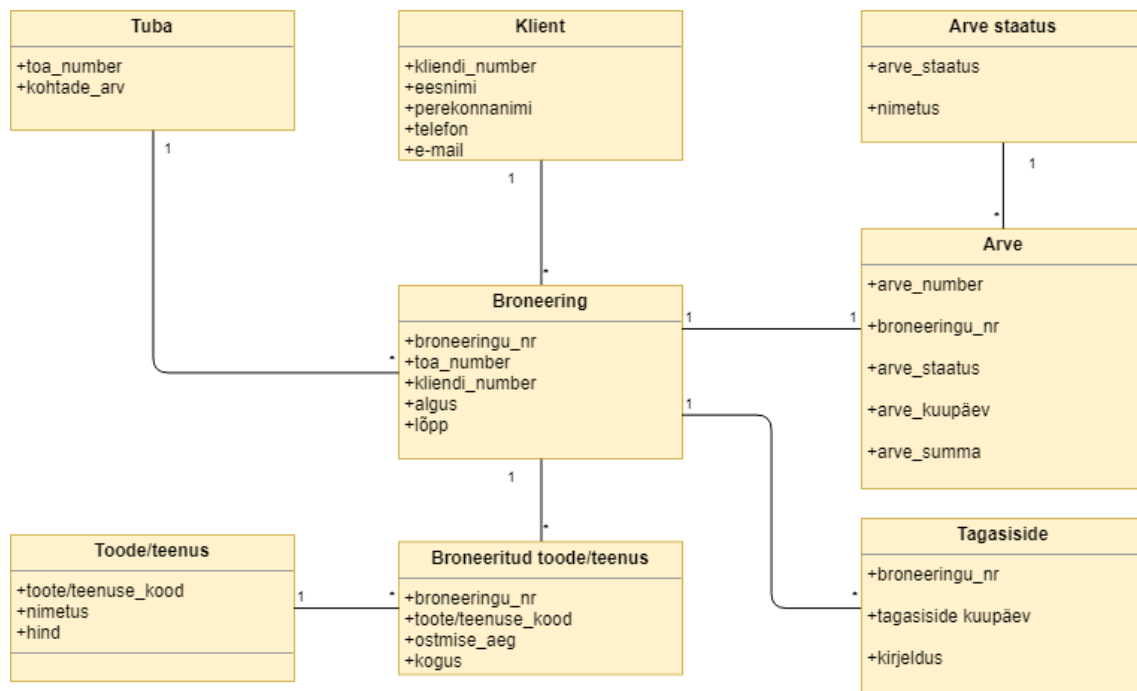 Tuba
+toa_number
+kohtade_arv
1
Klient
+kliendi_number
+eesnimi
+perekonnanimi
+telefon
+e-mail
1
*
Arve staatus
+arve_staatus
+nimetus
1
*
Arve
+arve_number
+broneeringu_nr
+arve_staatus
+arve_kuupäev
+arve_summa
Broneering
+broneeringu_nr
+toa_number
+kliendi_number
+algus
+lõpp
*
1
1
1
*
1
*
Toode/teenus
+toote/teenuse_kood
+nimetus
+hind
1
*
Broneeritud toode/teenus
+broneeringu_nr
+toote/teenuse_kood
+ostmise_aeg
+kogus
Tagasiside
+broneeringu_nr
+tagasiside kuupäev
+kirjeldus